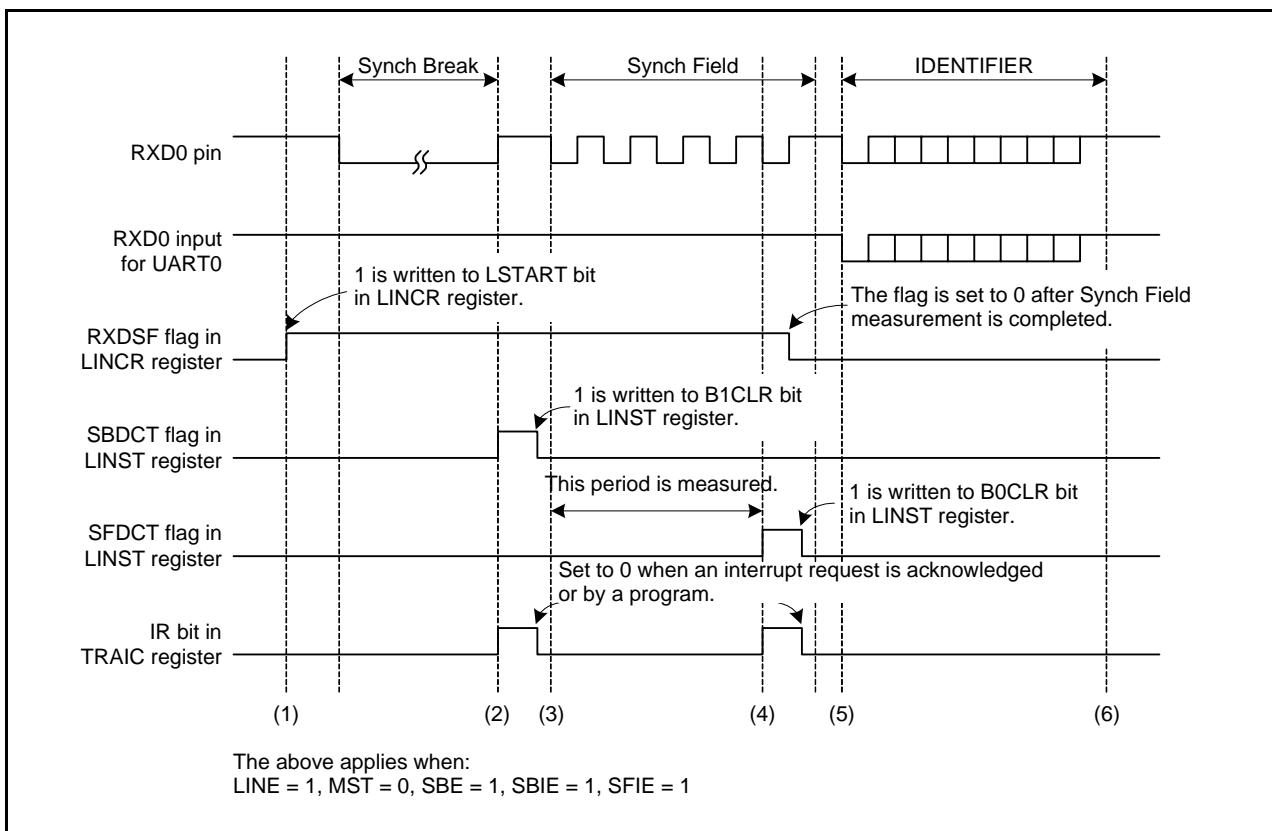 Synch Break
Synch Field
IDENTIFIER
RXD0 pin
RXD0 input
for UART0
1 is written to LSTART bit
in LINCR register.
The flag is set to 0 after Synch Field
measurement is completed.
RXDSF flag in
LINCR register
1 is written to B1CLR bit
in LINST register.
SBDCT flag in
LINST register
This period is measured.
1 is written to B0CLR bit
in LINST register.
SFDCT flag in
LINST register
Set to 0 when an interrupt request is acknowledged
or by a program.
IR bit in
TRAIC register
(1)
(2)
(3)
(4)
(5)
(6)
The above applies when:
LINE = 1, MST = 0, SBE = 1, SBIE = 1, SFIE = 1